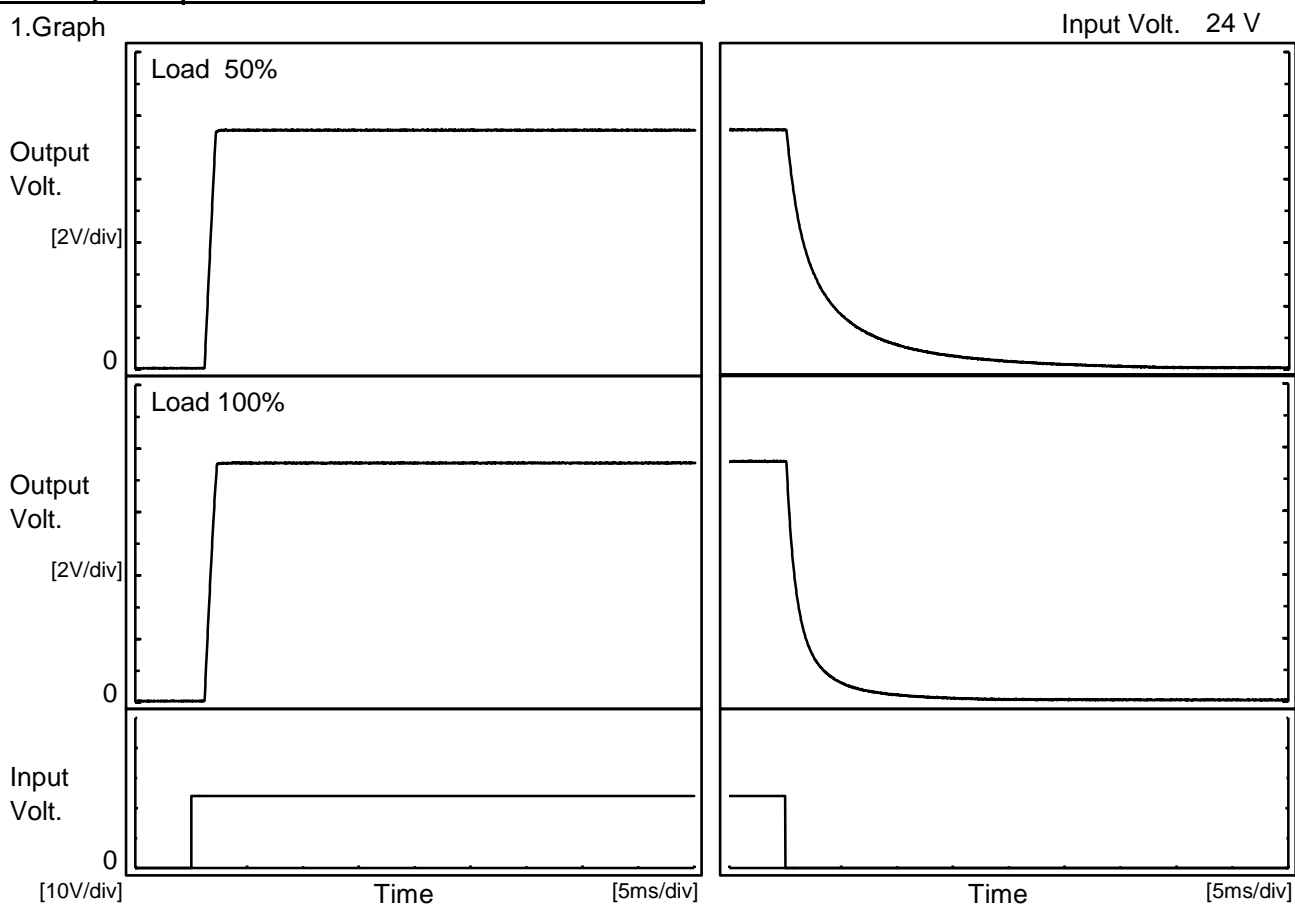 1.Graph
Input Volt. 24 V
Load 50%
Output
Volt.
[2V/div]
0
Load 100%
Output
Volt.
[2V/div]
0
Input
Volt.
0
[10V/div]
Time
[5ms/div]
Time
[5ms/div]